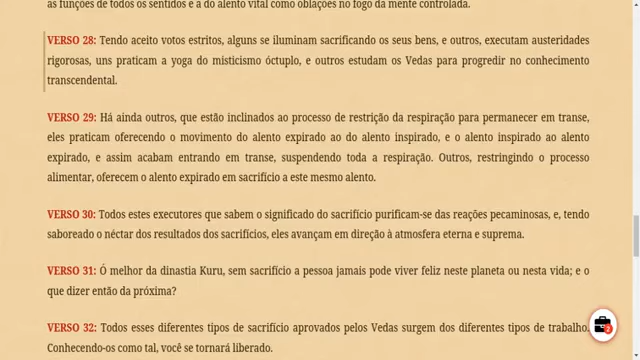 as funções de todos os sentidos e a do alento vital como oblações no fogo da mente controlada.
VERSO 28: Tendo aceito votos estritos, alguns se iluminam sacrificando os seus bens, e outros, executam austeridades
rigorosas, uns praticam a yoga do misticismo óctuplo, e outros estudam os Vedas para progredir no conhecimento
transcendental.
VERSO 29: Há ainda outros, que estão inclinados ao processo de restrição da respiração para permanecer em transe,
eles praticam oferecendo o movimento do alento expirado ao do alento inspirado, e o alento inspirado ao alento
expirado, e assim acabam entrando em transe, suspendendo toda a respiração. Outros, restringindo o processo
alimentar, oferecem o alento expirado em sacrifício a este mesmo alento.
VERSO 30: Todos estes executores que sabem o significado do sacrifício purificam-se das reações pecaminosas, e, tendo
saboreado o néctar dos resultados dos sacrifícios, eles avançam em direção à atmosfera eterna e suprema.
VERSO 31: Ó melhor da dinastia Kuru, sem sacrifício a pessoa jamais pode viver feliz neste planeta ou nesta vida; e o
que dizer então da próxima?
VERSO 32: Todos esses diferentes tipos de sacrifício aprovados pelos Vedas surgem dos diferentes tipos de trabalho.
Conhecendo-os como tal, você se tornará liberado.